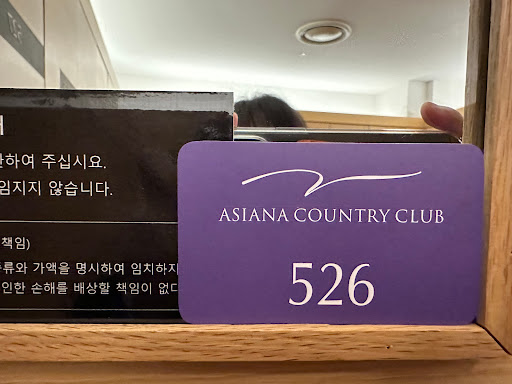 하여 주십시요.
임지지 않습니다.
책임)
류와 가액을 명시하여 임치하지
인한 손해를 배상할 책임이 없다
ASIANA COUNTRY CLUB
526